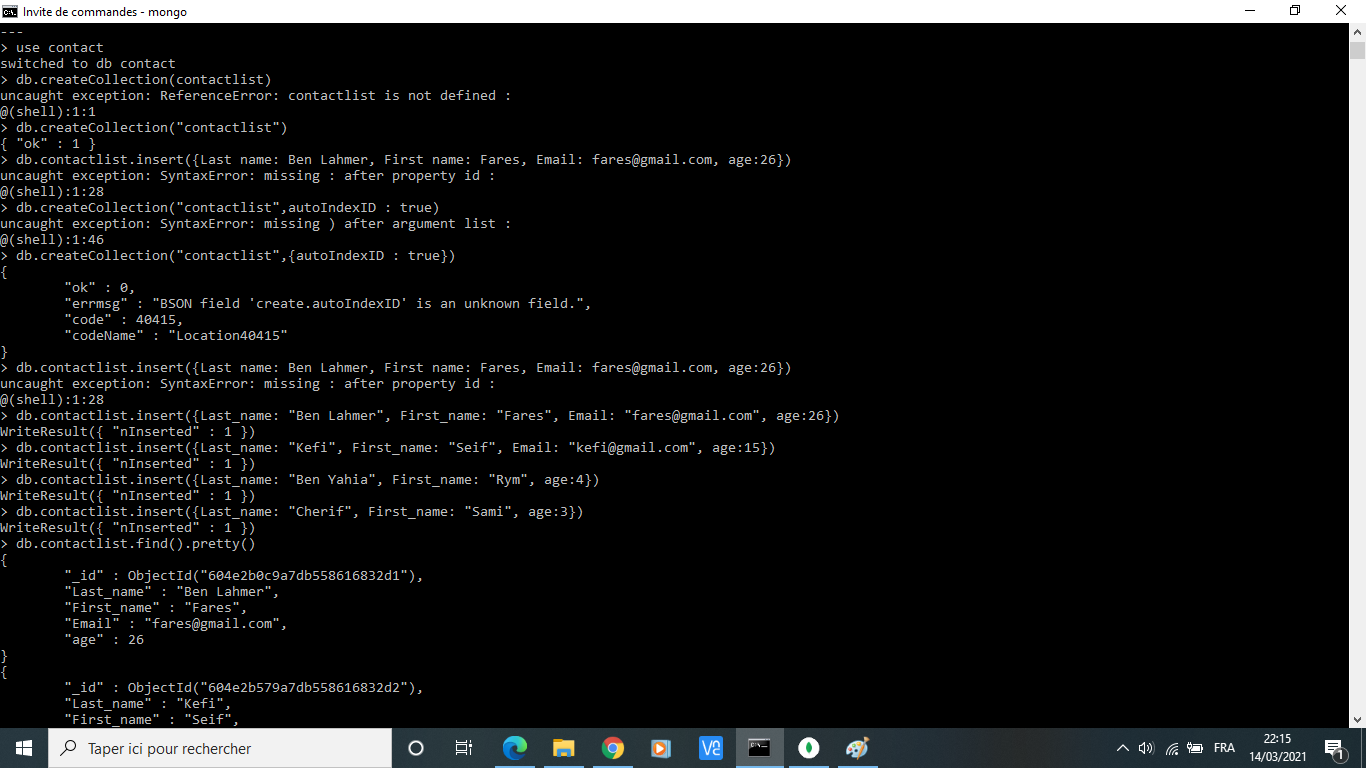 Invite de commandes - mongo
---
> use contact
switched to db contact
> db.createCollection(contactlist)
uncaught exception: ReferenceError: contactlist is not defined :
@(shell):1:1
> db.createCollection("contactlist")
{ "ok" : 1 }
> db.contactlist.insert({Last name: Ben Lahmer, First name: Fares, Email: fares@gmail.com, age:26})
uncaught exception: SyntaxError: missing : after property id :
@(shell):1:28
> db.createCollection("contactlist",autoIndexID : true)
uncaught exception: SyntaxError: missing ) after argument list :
@(shell):1:46
> db.createCollection("contactlist",{autoIndexID : true})
{
        "ok" : 0,
        "errmsg" : "BSON field 'create.autoIndexID' is an unknown field.",
        "code" : 40415,
        "codeName" : "Location40415"
}
> db.contactlist.insert({Last name: Ben Lahmer, First name: Fares, Email: fares@gmail.com, age:26})
uncaught exception: SyntaxError: missing : after property id :
@(shell):1:28
> db.contactlist.insert({Last_name: "Ben Lahmer", First_name: "Fares", Email: "fares@gmail.com", age:26})
WriteResult({ "nInserted" : 1 })
> db.contactlist.insert({Last_name: "Kefi", First_name: "Seif", Email: "kefi@gmail.com", age:15})
WriteResult({ "nInserted" : 1 })
> db.contactlist.insert({Last_name: "Ben Yahia", First_name: "Rym", age:4})
WriteResult({ "nInserted" : 1 })
> db.contactlist.insert({Last_name: "Cherif", First_name: "Sami", age:3})
WriteResult({ "nInserted" : 1 })
> db.contactlist.find().pretty()
{
        "_id" : ObjectId("604e2b0c9a7db558616832d1"),
        "Last_name" : "Ben Lahmer",
        "First_name" : "Fares",
        "Email" : "fares@gmail.com",
        "age" : 26
}
{
        "_id" : ObjectId("604e2b579a7db558616832d2"),
        "Last_name" : "Kefi",
        "First_name" : "Seif",
Taper ici pour rechercher
FRA
22:15
14/03/2021
1